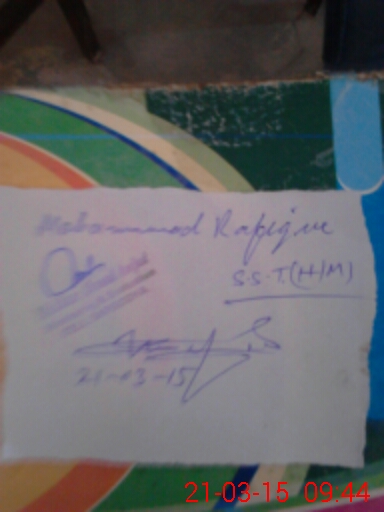 Mohammad Rafique
S.S.T(H/M)
21-03-15
21-03-15 09:44